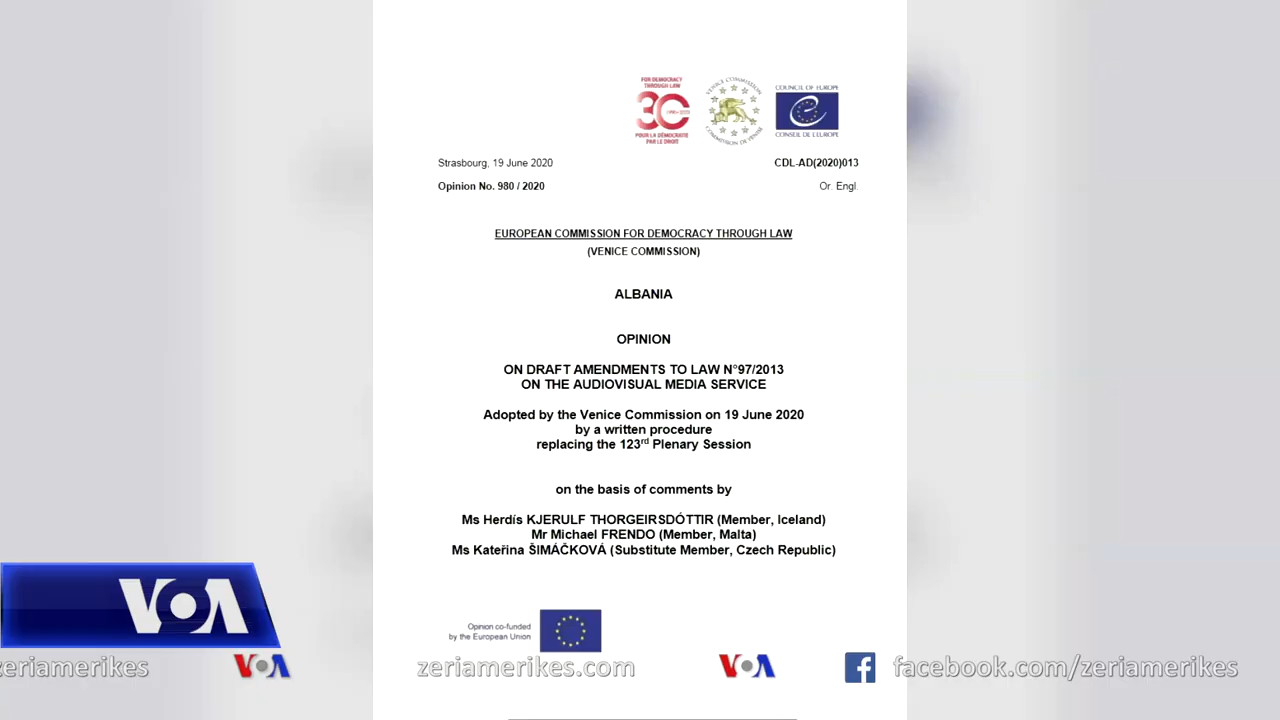 FOR DEMOCRACY
THROUGH LAW
30
POUR LA DÉMOCRATIE
PAR LE DROIT
VENICE COMMISSION
COMMISSION DE VENISE
COUNCIL OF EUROPE
CONSEIL DE L'EUROPE
Strasbourg, 19 June 2020
CDL-AD(2020)013
Opinion No. 980 / 2020
Or. Engl.
EUROPEAN COMMISSION FOR DEMOCRACY THROUGH LAW
(VENICE COMMISSION)
ALBANIA
OPINION
ON DRAFT AMENDMENTS TO LAW N°97/2013
ON THE AUDIOVISUAL MEDIA SERVICE
Adopted by the Venice Commission on 19 June 2020
by a written procedure
replacing the 123rd Plenary Session
on the basis of comments by
Ms Herdís KJERULF THORGEIRSDÓTTIR (Member, Iceland)
Mr Michael FRENDO (Member, Malta)
Ms Kateřina ŠIMÁČKOVÁ (Substitute Member, Czech Republic)
Opinion co-funded
by the European Union
VOA
zeriamerikes
VOA
zeriamerikes.com
VOA
facebook.com/zeriamerikes